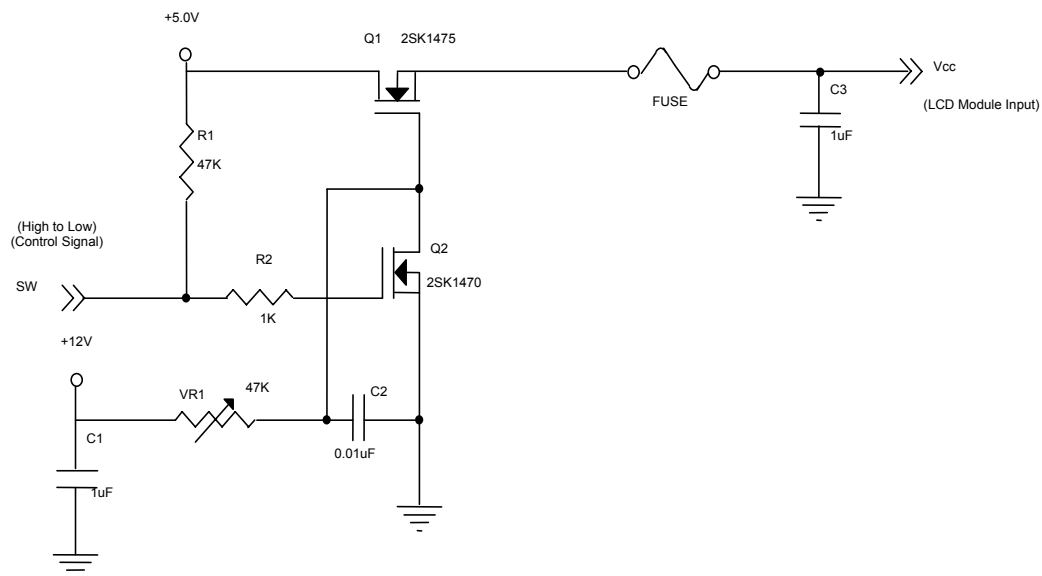 +5.0V
Q1 2SK1475
Vcc
FUSE
C3
(LCD Module Input)
R1
1uF
47K
(High to Low)
(Control Signal)
Q2
R2
SW
2SK1470
1K
+12V
VR1
47K
C2
C1
0.01uF
1uF